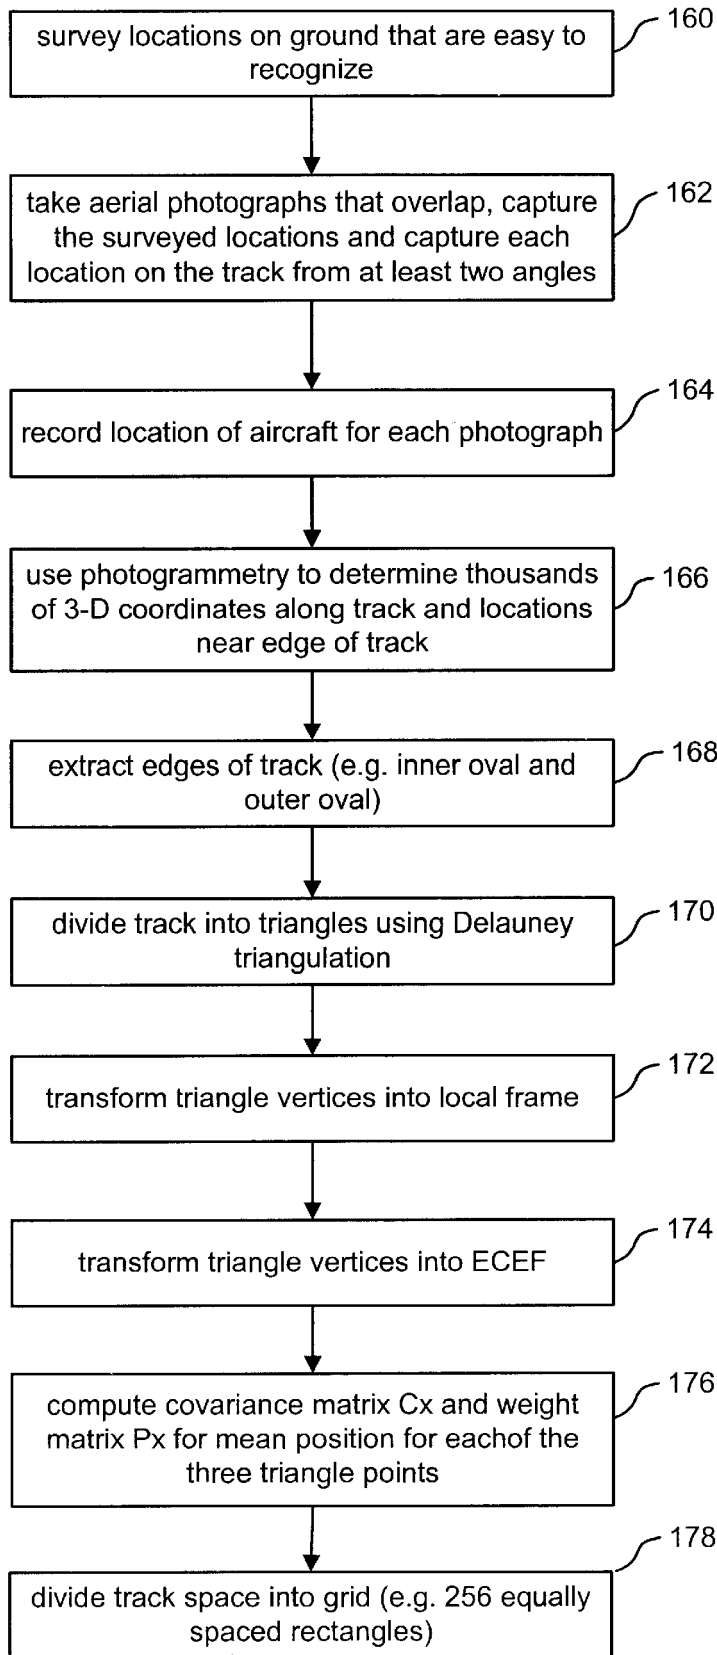 survey locations on ground that are easy to
recognize
160
take aerial photographs that overlap, capture
the surveyed locations and capture each
location on the track from at least two angles
162
record location of aircraft for each photograph
164
use photogrammetry to determine thousands
of 3-D coordinates along track and locations
near edge of track
166
extract edges of track (e.g. inner oval and
outer oval)
168
divide track into triangles using Delauney
triangulation
170
transform triangle vertices into local frame
172
transform triangle vertices into ECEF
174
compute covariance matrix Cx and weight
matrix Px for mean position for eachof the
three triangle points
176
divide track space into grid (e.g. 256 equally
spaced rectangles)
178